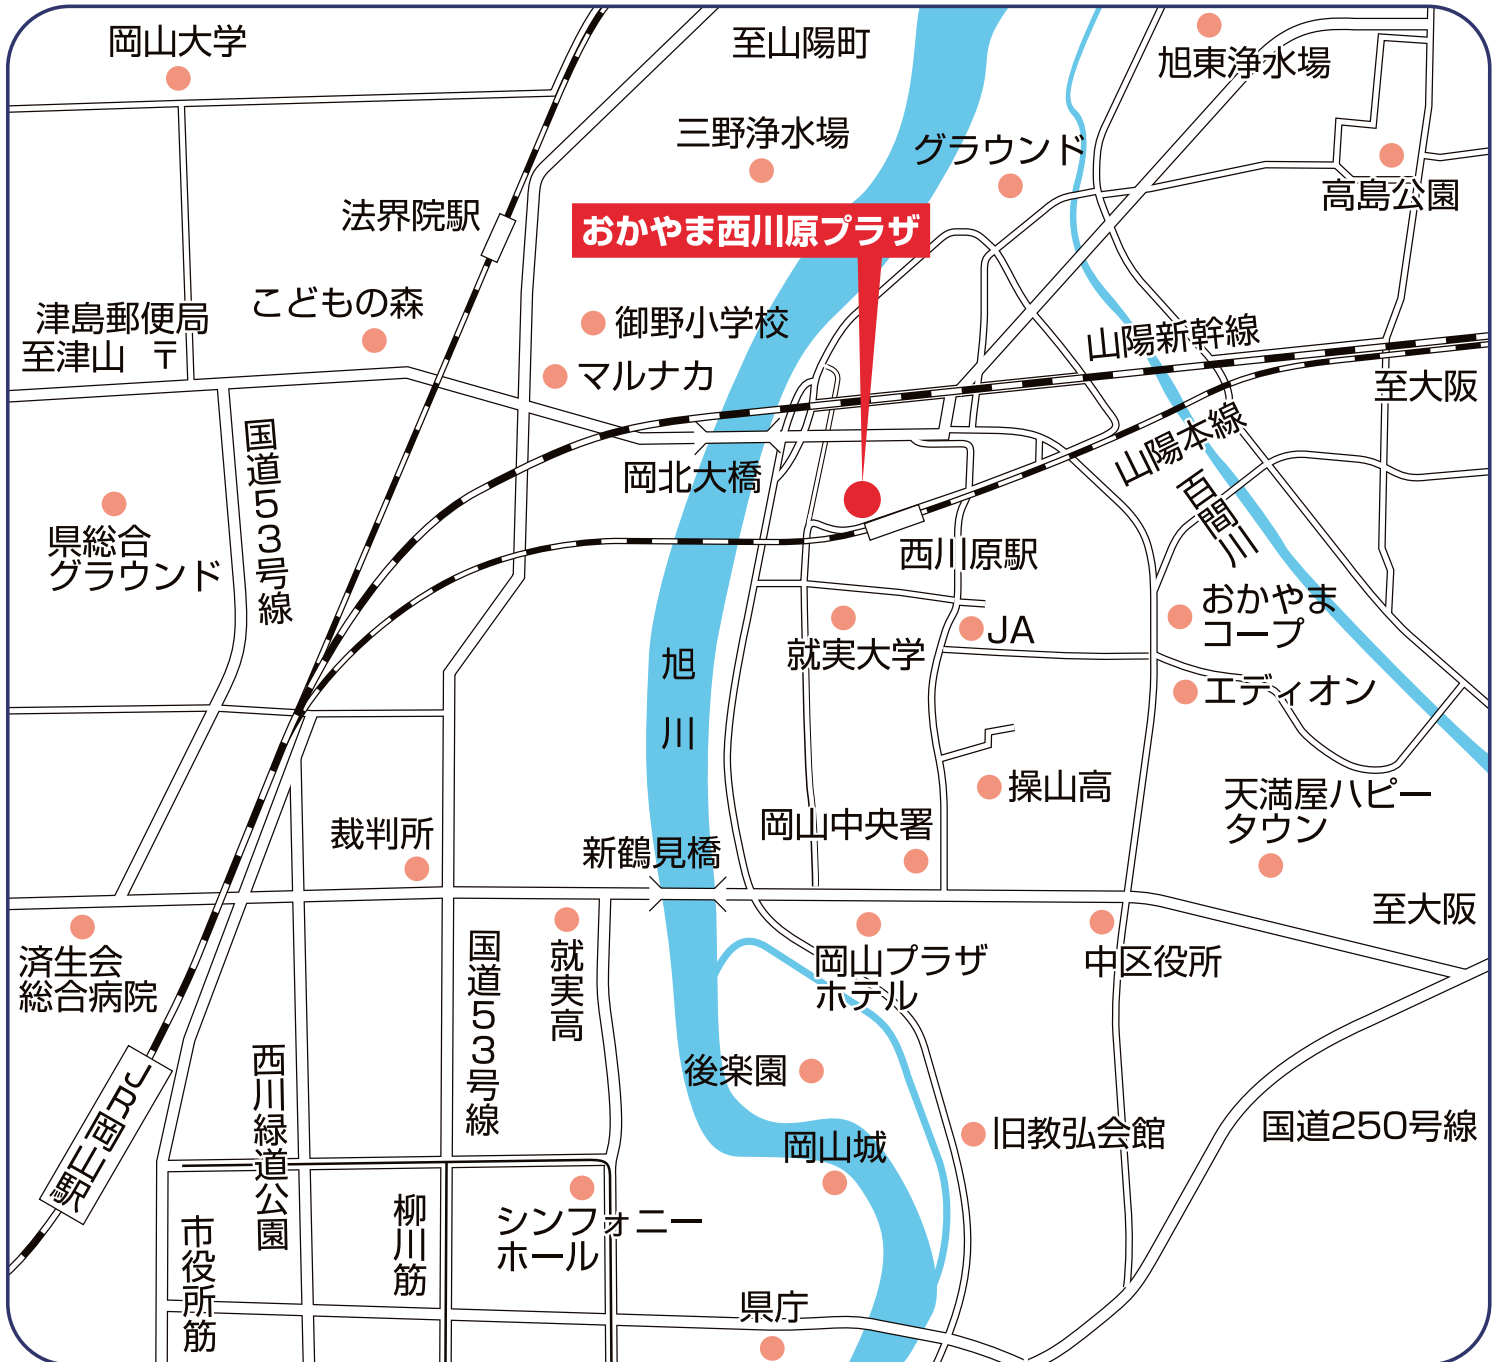 岡山大学
至山陽町
旭東浄水場
三野浄水場
グラウンド
高島公園
法界院駅
おかやま西川原プラザ
こどもの森
津島郵便局
至津山 〒
御野小学校
マルナカ
山陽新幹線
至大阪
山陽本線
百間川
国道53号線
岡北大橋
県総合
グラウンド
西川原駅
おかやま
コープ
就実大学
JA
旭川
エディオン
操山高
天満屋ハピー
タウン
岡山中央署
裁判所
新鶴見橋
至大阪
済生会
総合病院
国道53号線
就実高
岡山プラザ
ホテル
中区役所
JR岡山駅
西川緑道公園
後楽園
岡山城
旧教弘会館
国道250号線
市役所筋
柳川筋
シンフォニー
ホール
県庁